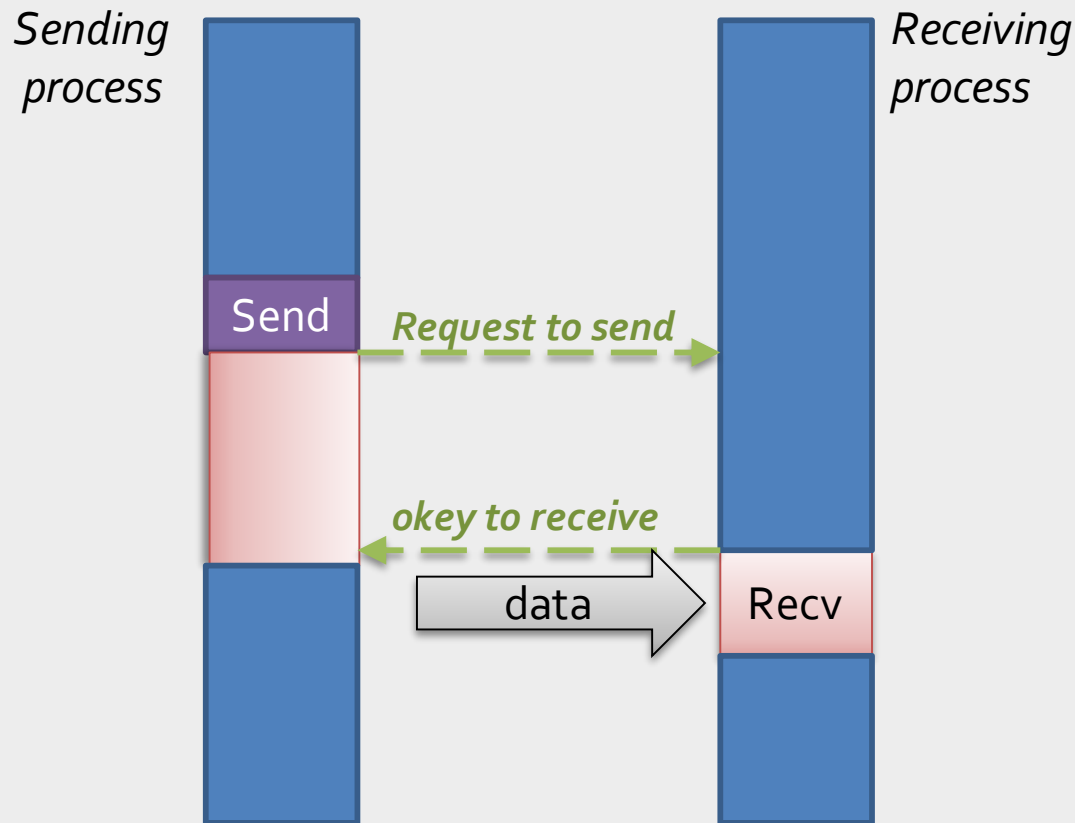 Sending
process
Receiving
process
Send
Request to send
okey to receive
data
Recv